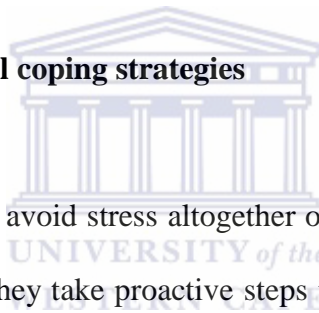 l coping strategies
avoid stress altogether o
UNIVERSITY of the
hey take proactive steps
WESTERN CAPE